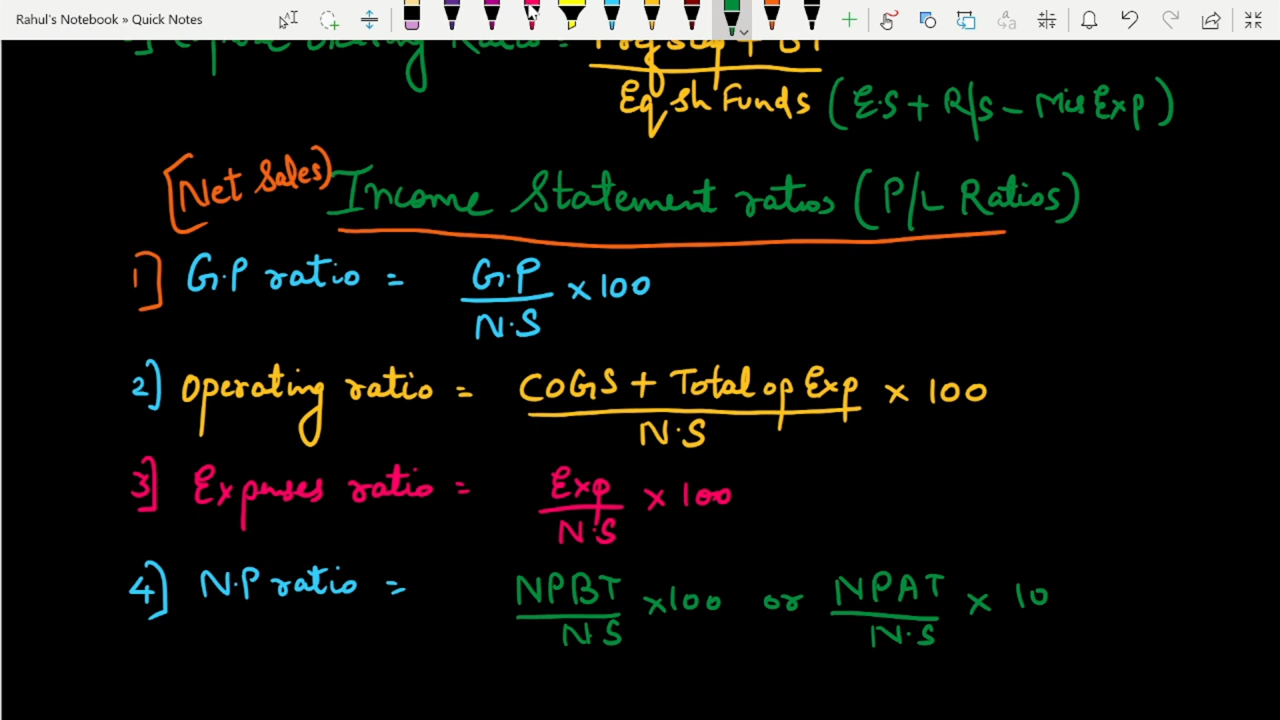 Rahul's Notebook » Quick Notes
Ratio =
Eq Sh Funds (E.S + R/S - Mis Exp)
[Net Sales) Income Statement ratios (P/L Ratios)
1] G.P ratio = G.P / N.S × 100
2] Operating ratio = COGS + Total op Exp / N.S × 100
3] Expenses ratio = Exp / N.S × 100
4] N.P ratio = NPBT / NS × 100 or NPAT / N.S × 10